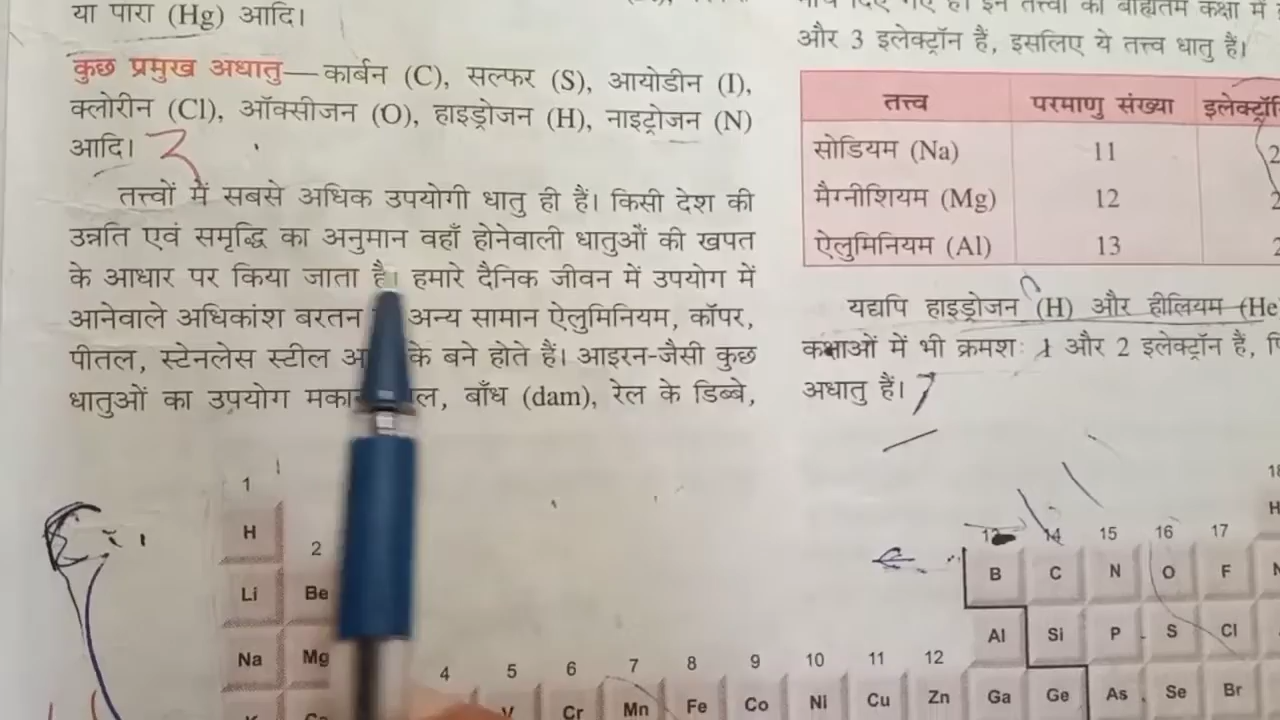 या पारा (Hg) आदि।
कुछ प्रमुख अधातु—कार्बन (C), सल्फर (S), आयोडीन (I),
क्लोरीन (Cl), ऑक्सीजन (O), हाइड्रोजन (H), नाइट्रोजन (N)
आदि।
तत्त्वों में सबसे अधिक उपयोगी धातु ही हैं। किसी देश की
उन्नति एवं समृद्धि का अनुमान वहाँ होनेवाली धातुओं की खपत
के आधार पर किया जाता है। हमारे दैनिक जीवन में उपयोग में
आनेवाले अधिकांश बरतन अन्य सामान ऐलुमिनियम, कॉपर,
पीतल, स्टेनलेस स्टील के बने होते हैं। आइरन-जैसी कुछ
धातुओं का उपयोग बाँध (dam), रेल के डिब्बे,
और 3 इलेक्ट्रॉन हैं, इसलिए ये तत्त्व धातु हैं।
तत्त्व परमाणु संख्या
सोडियम (Na) 11
मैग्नीशियम (Mg) 12
ऐलुमिनियम (Al) 13
यद्यपि हाइड्रोजन (H) और हीलियम (He
कक्षाओं में भी क्रमशः 1 और 2 इलेक्ट्रॉन हैं,
अधातु हैं।
1
H
2
Li Be
Na Mg
4 5 6 7 8 9 10 11 12
V Cr Mn Fe Co Ni Cu Zn
13 14 15 16 17 18
B C N O F
Al Si P S Cl
Ga Ge As Se Br